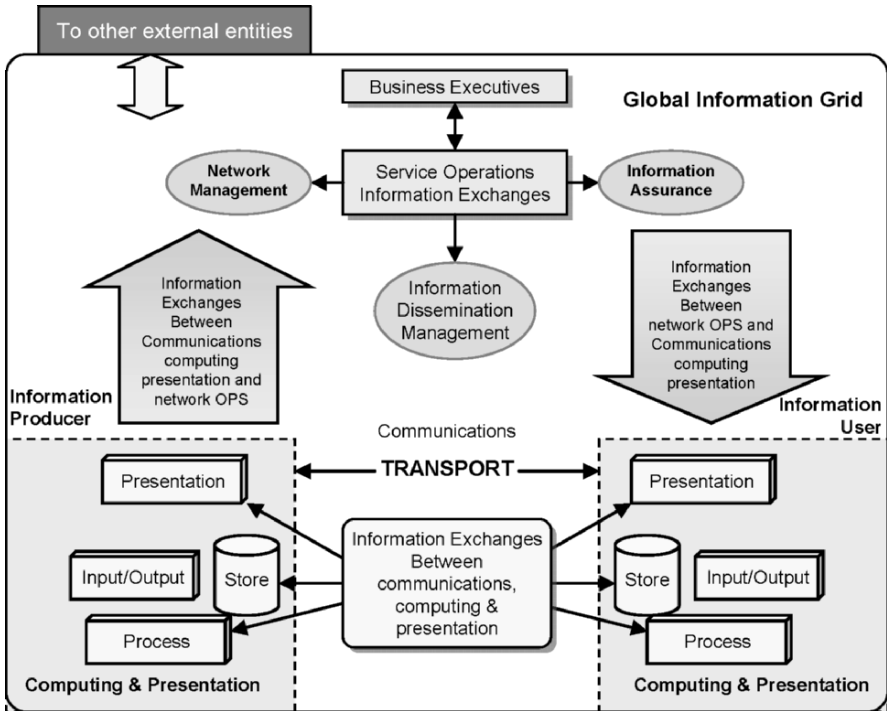 To other external entities
Business Executives
Global Information Grid
Network
Management
Service Operations
Information Exchanges
Information
Assurance
Information
Exchanges
Between
Communications
computing
presentation and
network OPS
Information
Dissemination
Management
Information
Exchanges
Between
network OPS and
Communications
computing
presentation
Information
Producer
Information
User
Communications
TRANSPORT
Presentation
Input/Output
Store
Process
Computing & Presentation
Information Exchanges
Between
communications,
computing &
presentation
Presentation
Store
Input/Output
Process
Computing & Presentation